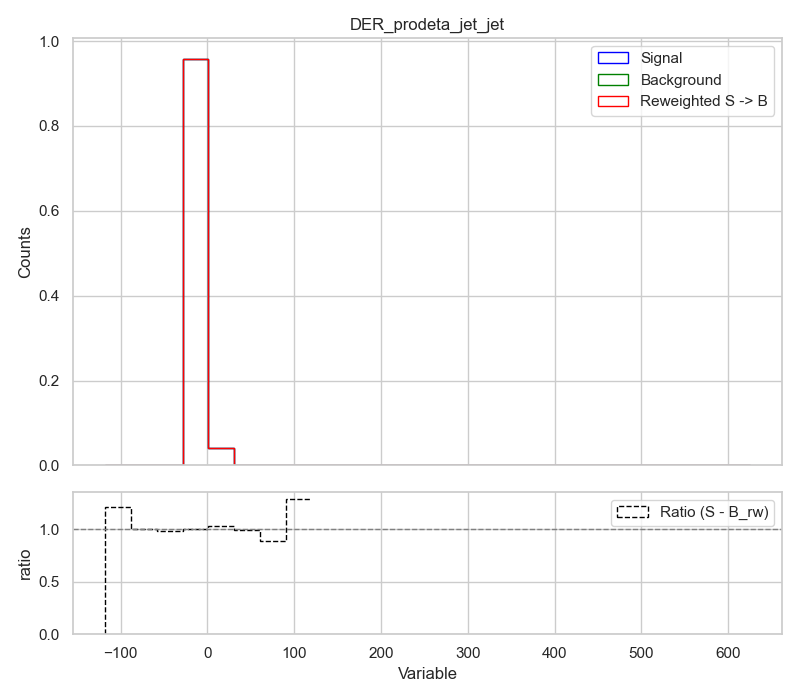 DER_prodeta_jet_jet
1.0
0.8
0.6
0.4
0.2
0.0
Counts
Signal
Background
Reweighted S -> B
1.0
0.5
0.0
ratio
Ratio (S - B_rw)
−100 0 100 200 300 400 500 600
Variable